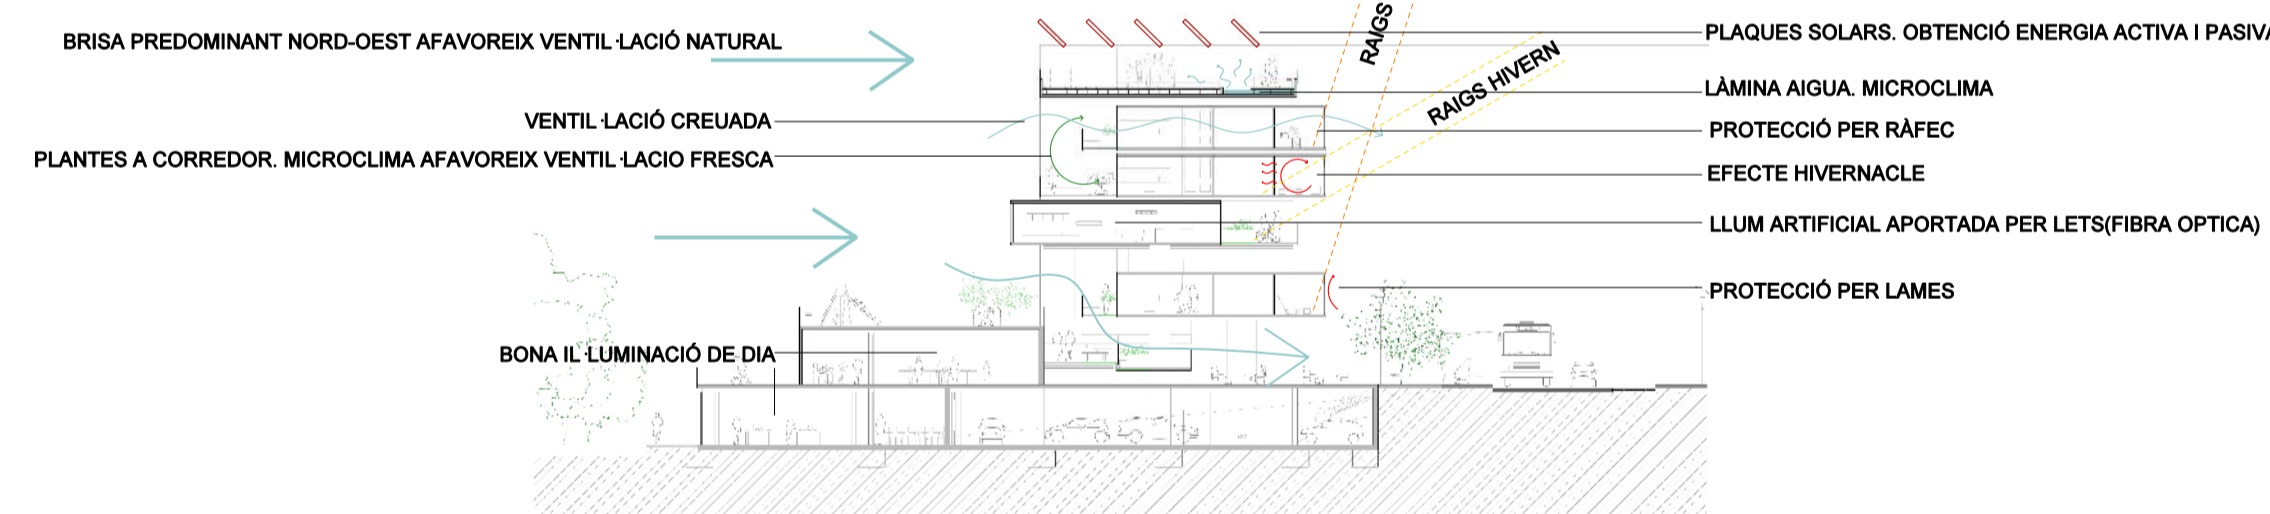 BRISA PREDOMINANT NORD-OEST AFAVOREIX VENTIL·LACIÓ NATURAL
VENTIL·LACIÓ CREUADA
PLANTES A CORREDOR. MICROCLIMA AFAVOREIX VENTIL·LACIO FRESCA
BONA IL·LUMINACIÓ DE DIA
RAIGS
RAIGS HIVERN
PLAQUES SOLARS. OBTENCIÓ ENERGIA ACTIVA I PASIVA
LÀMINA AIGUA. MICROCLIMA
PROTECCIÓ PER RÀFEC
EFECTE HIVERNACLE
LLUM ARTIFICIAL APORTADA PER LETS(FIBRA OPTICA)
PROTECCIÓ PER LAMES